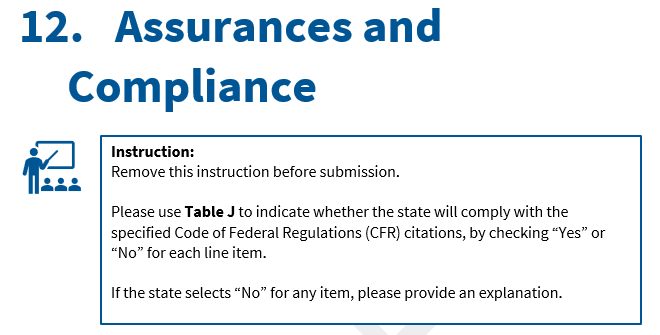 12. Assurances and
Compliance
Instruction:
Remove this instruction before submission.
Please use Table J to indicate whether the state will comply with the
specified Code of Federal Regulations (CFR) citations, by checking “Yes” or
“No” for each line item.
If the state selects “No” for any item, please provide an explanation.